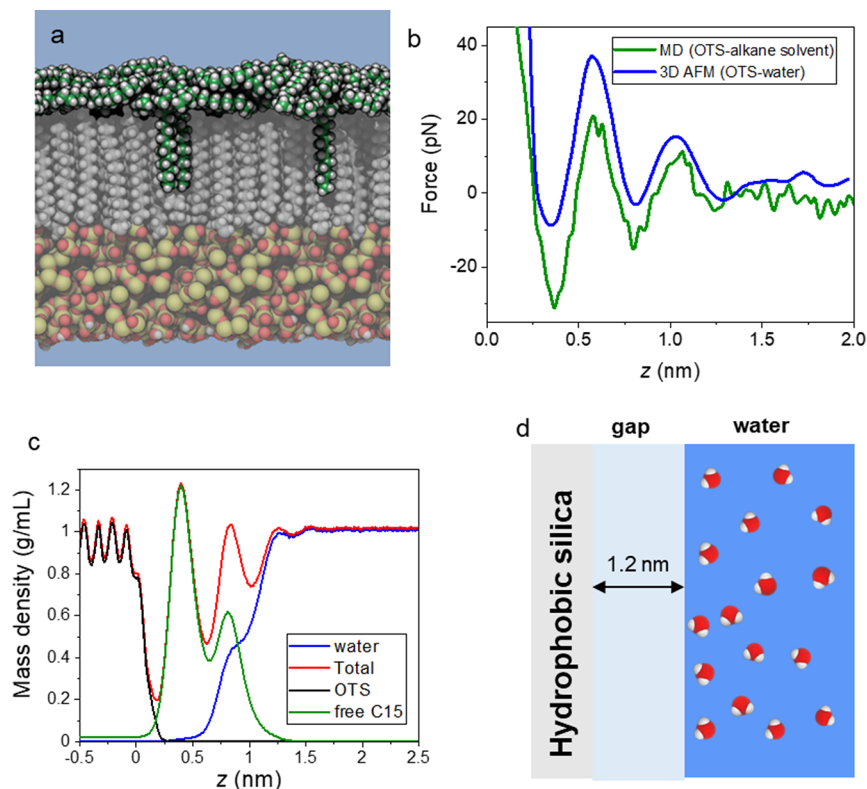 a
b
MD (OTS-alkane solvent)
3D AFM (OTS-water)
Force (pN)
40
20
0
-20
0.0 0.5 1.0 1.5 2.0
z (nm)
c
Mass density (g/mL)
1.2
1
0.8
0.6
0.4
0.2
0
water
Total
OTS
free C15
-0.5 0 0.5 1 1.5 2 2.5
z (nm)
d
gap water
Hydrophobic silica
1.2 nm